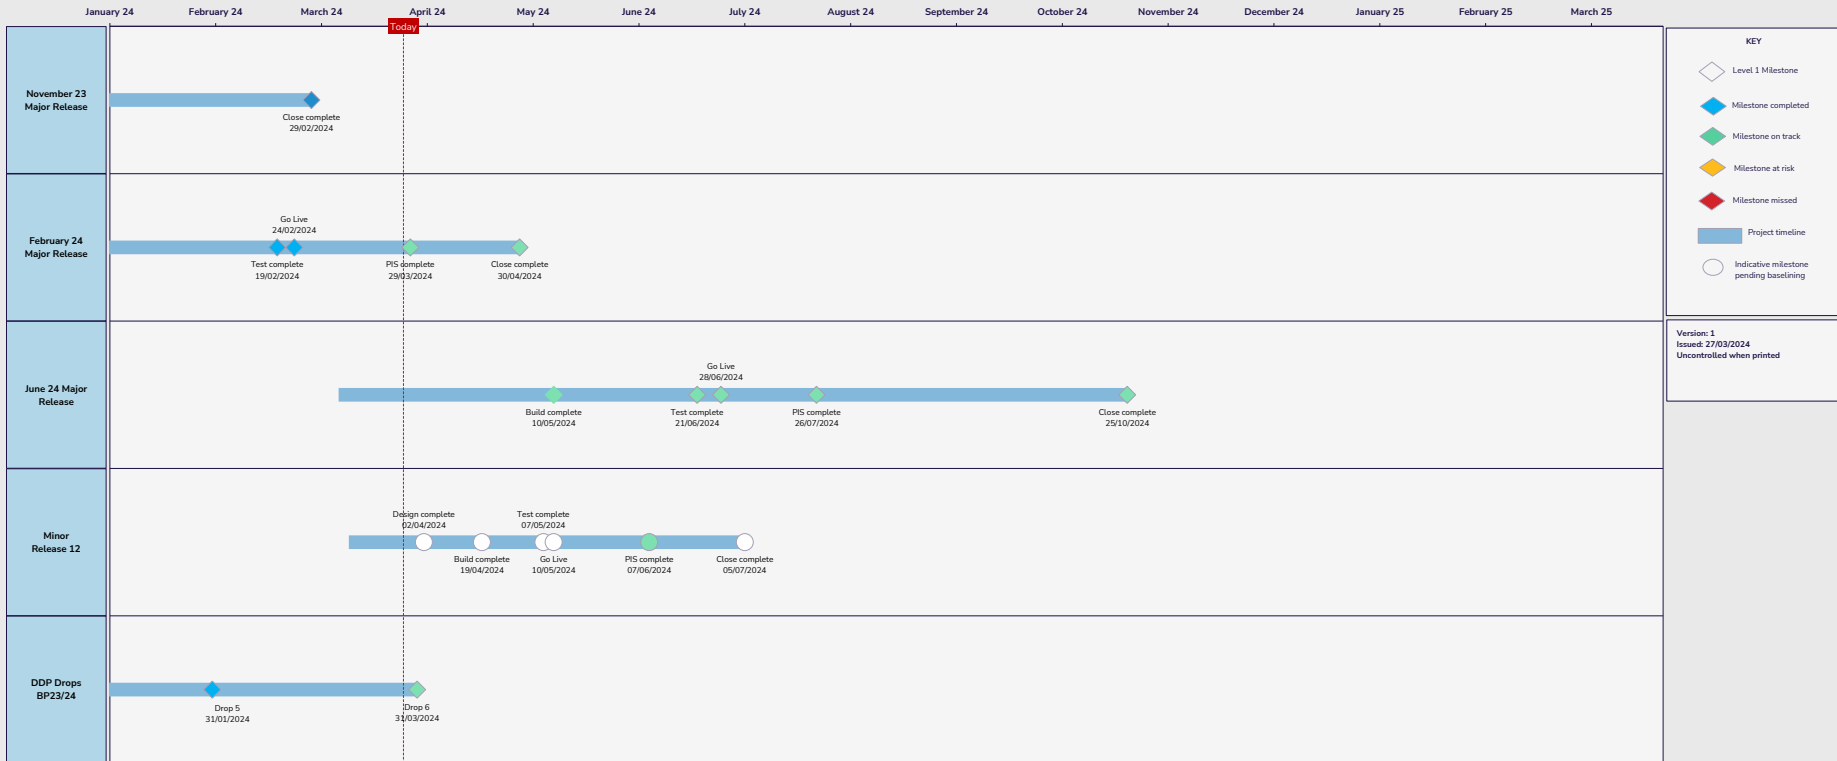 January 24 February 24 March 24 April 24 May 24 June 24 July 24 August 24 September 24 October 24 November 24 December 24 January 25 February 25 March 25
Today
November 23
Major Release
Close complete
29/02/2024
February 24
Major Release
Go Live
24/02/2024
Test complete
19/02/2024
PIS complete
29/03/2024
Close complete
30/04/2024
June 24 Major
Release
Go Live
28/06/2024
Build complete
10/05/2024
Test complete
21/06/2024
PIS complete
26/07/2024
Close complete
25/10/2024
Minor
Release 12
Design complete
02/04/2024
Test complete
07/05/2024
Build complete
19/04/2024
Go Live
10/05/2024
PIS complete
07/06/2024
Close complete
05/07/2024
DDP Drops
BP23/24
Drop 5
31/01/2024
Drop 6
31/03/2024
KEY
Level 1 Milestone
Milestone completed
Milestone on track
Milestone at risk
Milestone missed
Project timeline
Indicative milestone
pending baselining
Version: 1
Issued: 27/03/2024
Uncontrolled when printed